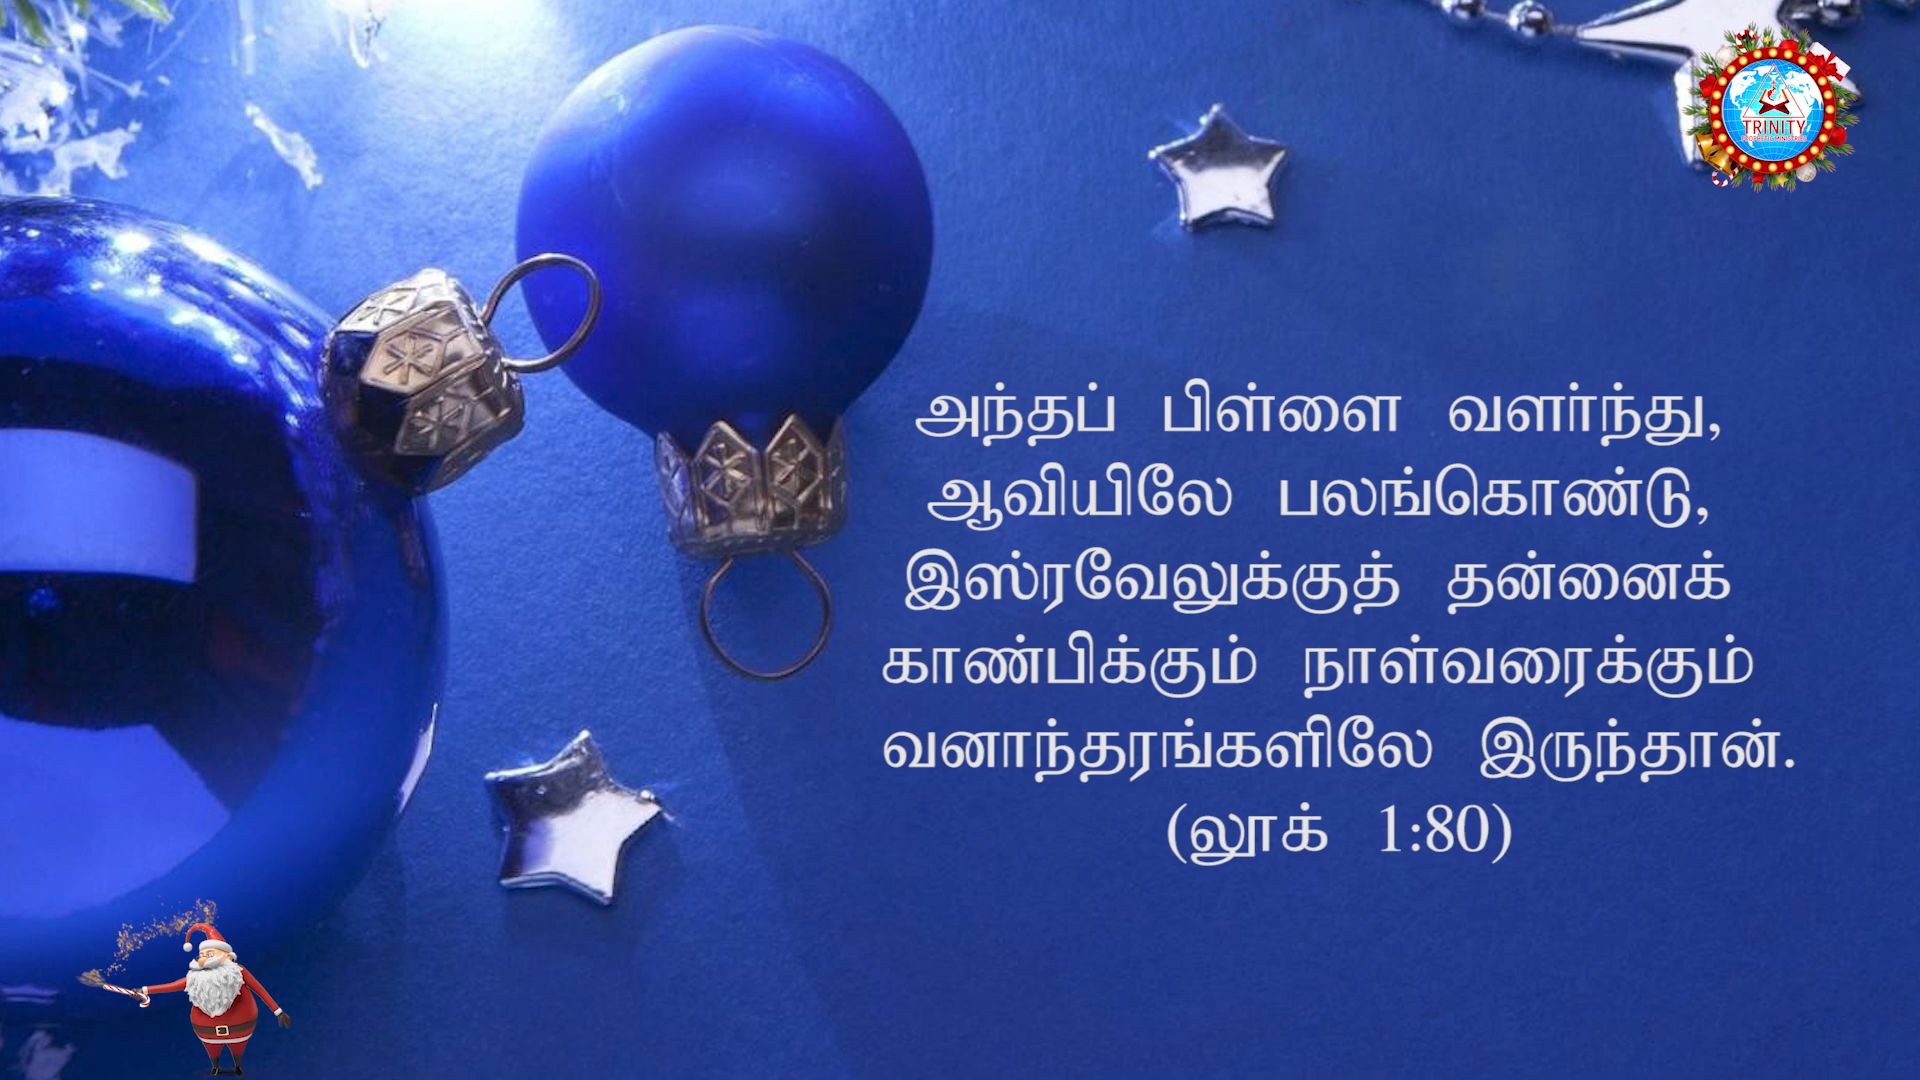 TRINITY
அந்தப் பிள்ளை வளர்ந்து,
ஆவியிலே பலங்கொண்டு,
இஸ்ரவேலுக்குத் தன்னைக்
காண்பிக்கும் நாள்வரைக்கும்
வனாந்தரங்களிலே இருந்தான்.
(லூக் 1:80)